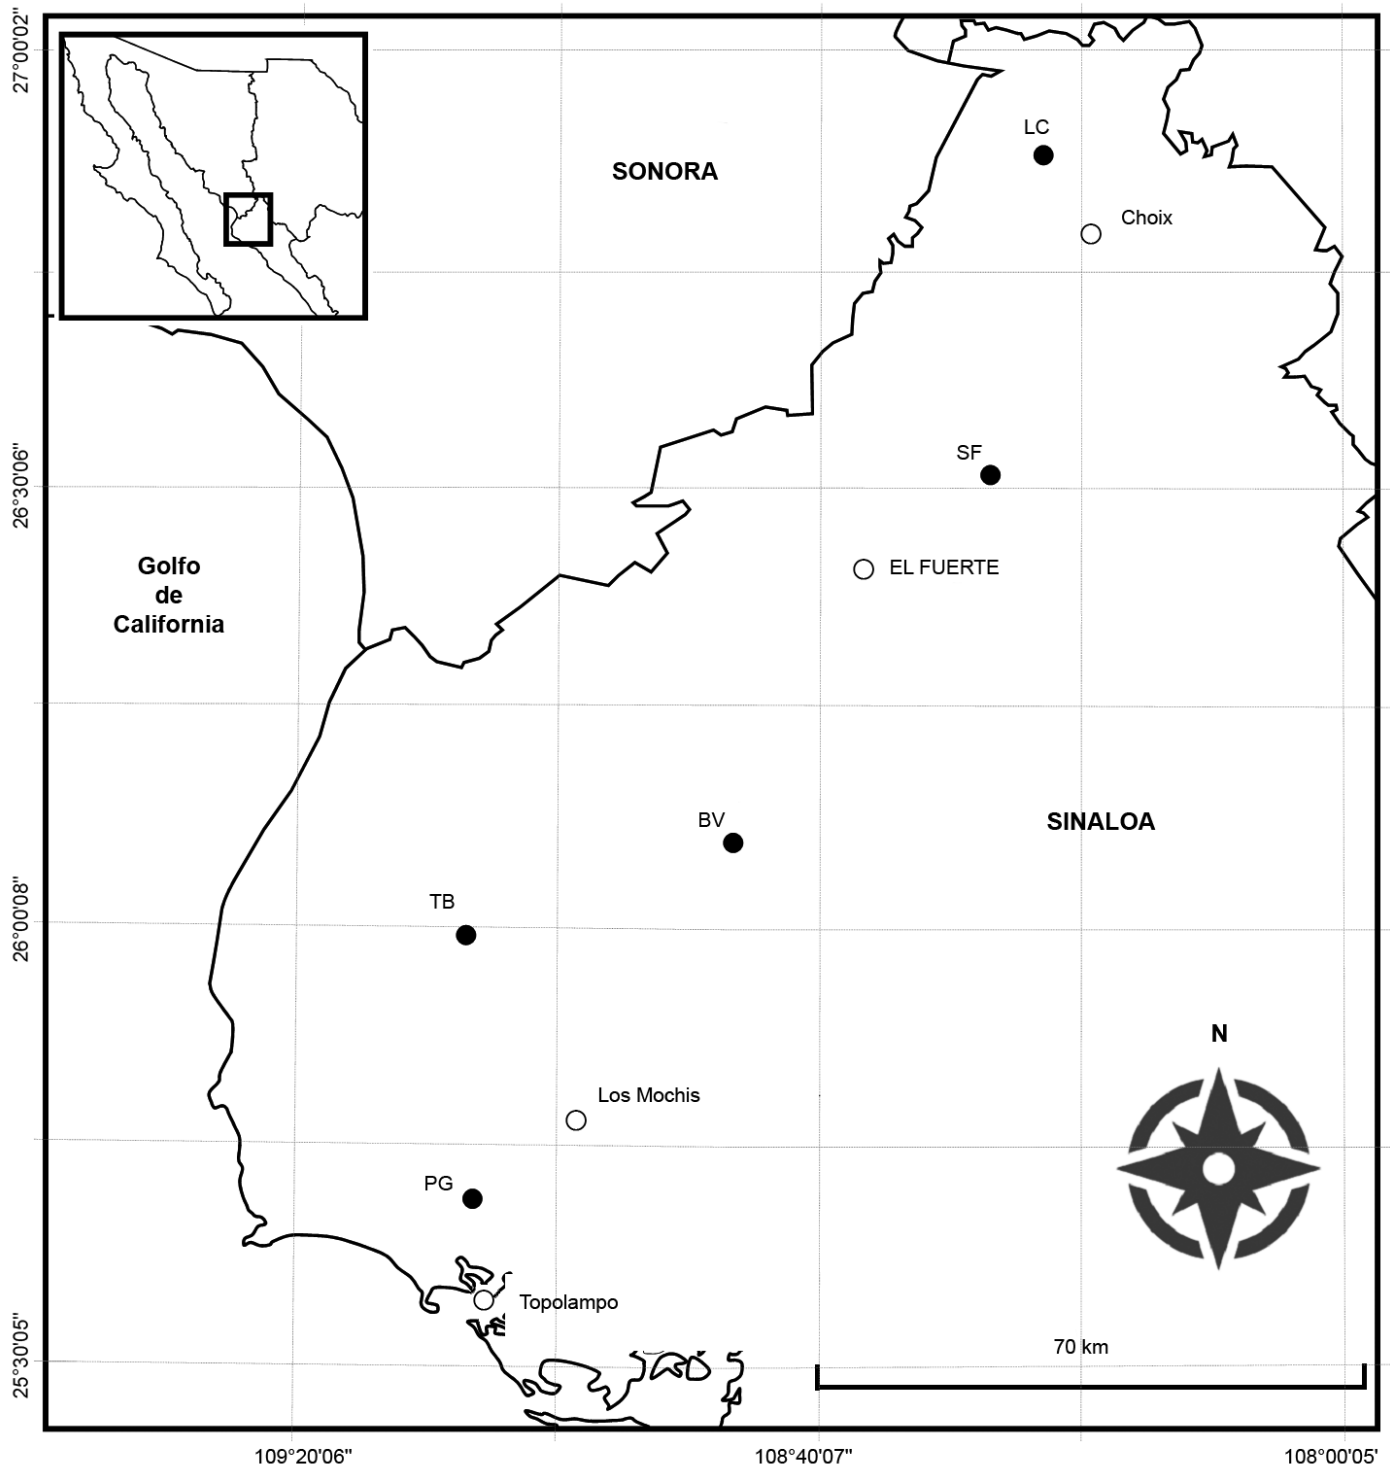 27°00'02"
LC
SONORA
Choix
SF
26°30'06"
EL FUERTE
Golfo
de
California
BV
SINALOA
TB
26°00'08"
N
Los Mochis
PG
Topolampo
70 km
25°30'05"
109°20'06"
108°40'07"
108°00'05'